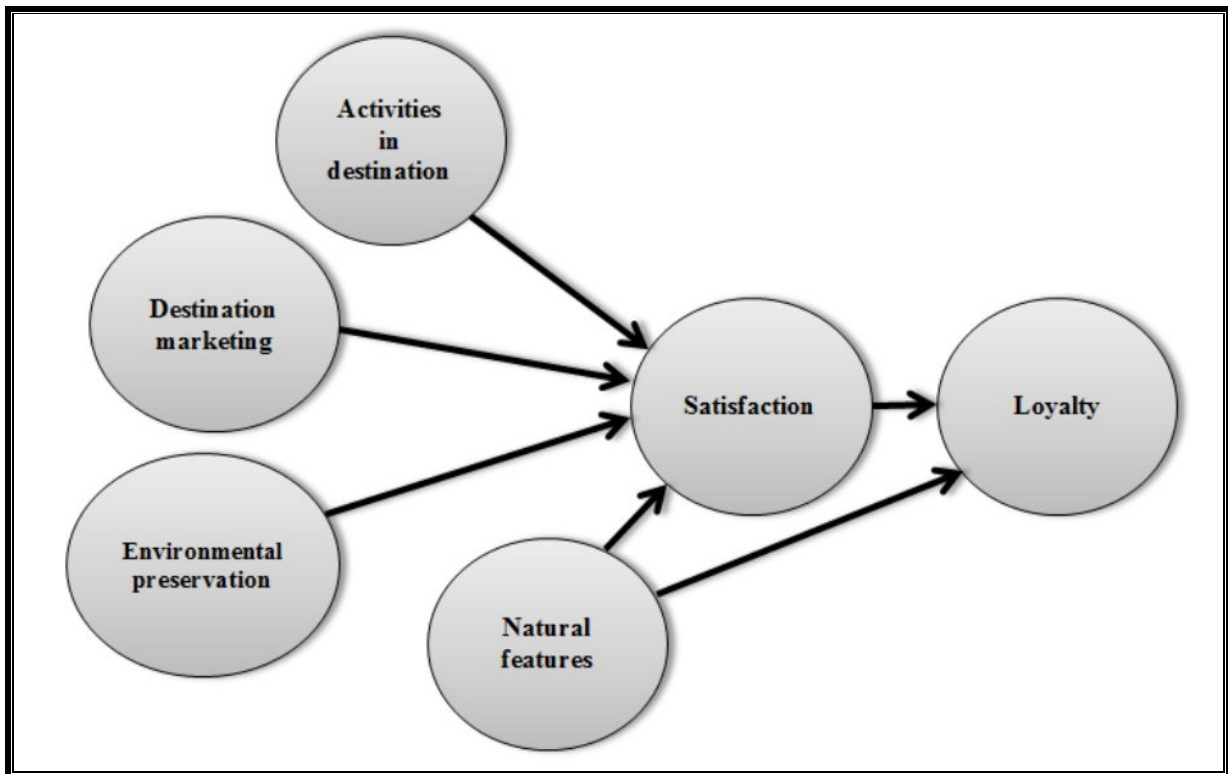 Activities
in
destination
Destination
marketing
Environmental
preservation
Satisfaction
Loyalty
Natural
features